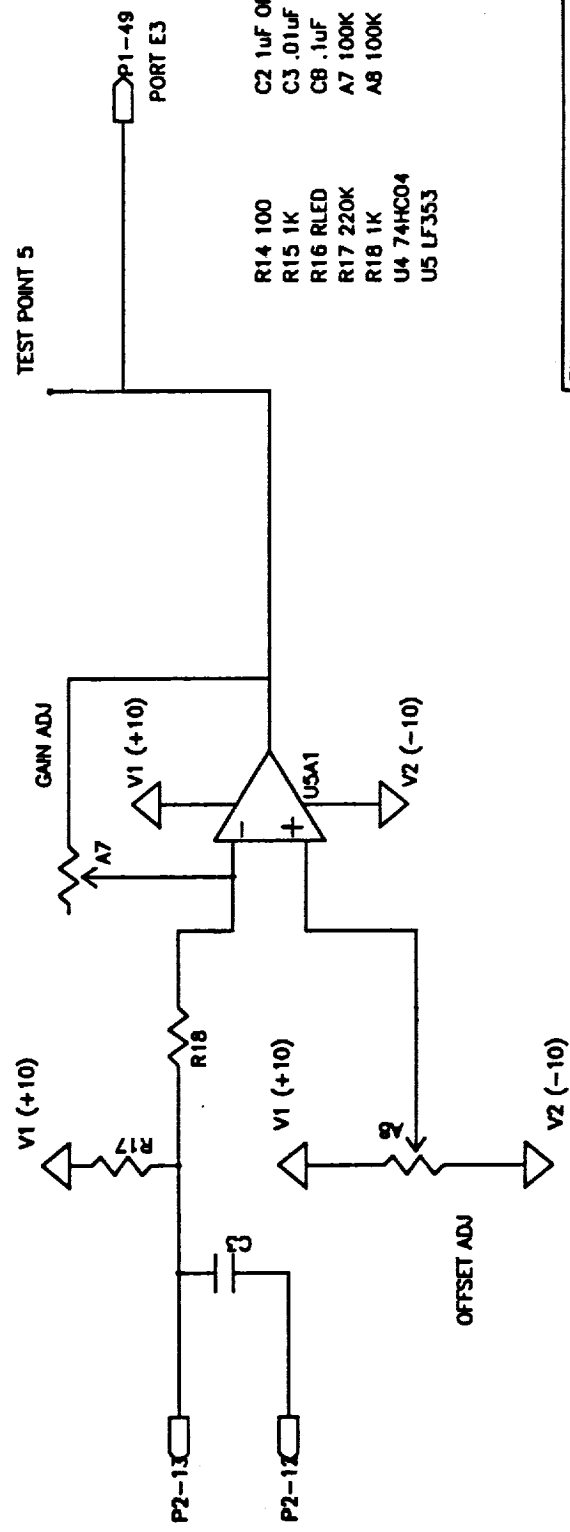 TEST POINT 5
P1-49
PORT E3
GAIN ADJ
A7
V1 (+10)
U5A1
V2 (-10)
R18
V1 (+10)
R17
V1 (+10)
A8
V2 (-10)
OFFSET ADJ
C3
P2-13
P2-12
R14 100
R15 1K
R16 RLED
R17 220K
R18 1K
U4 74HC04
U5 LF353
C2 1uF
C3 .01uF
C8 .1uF
A7 100K
A8 100K